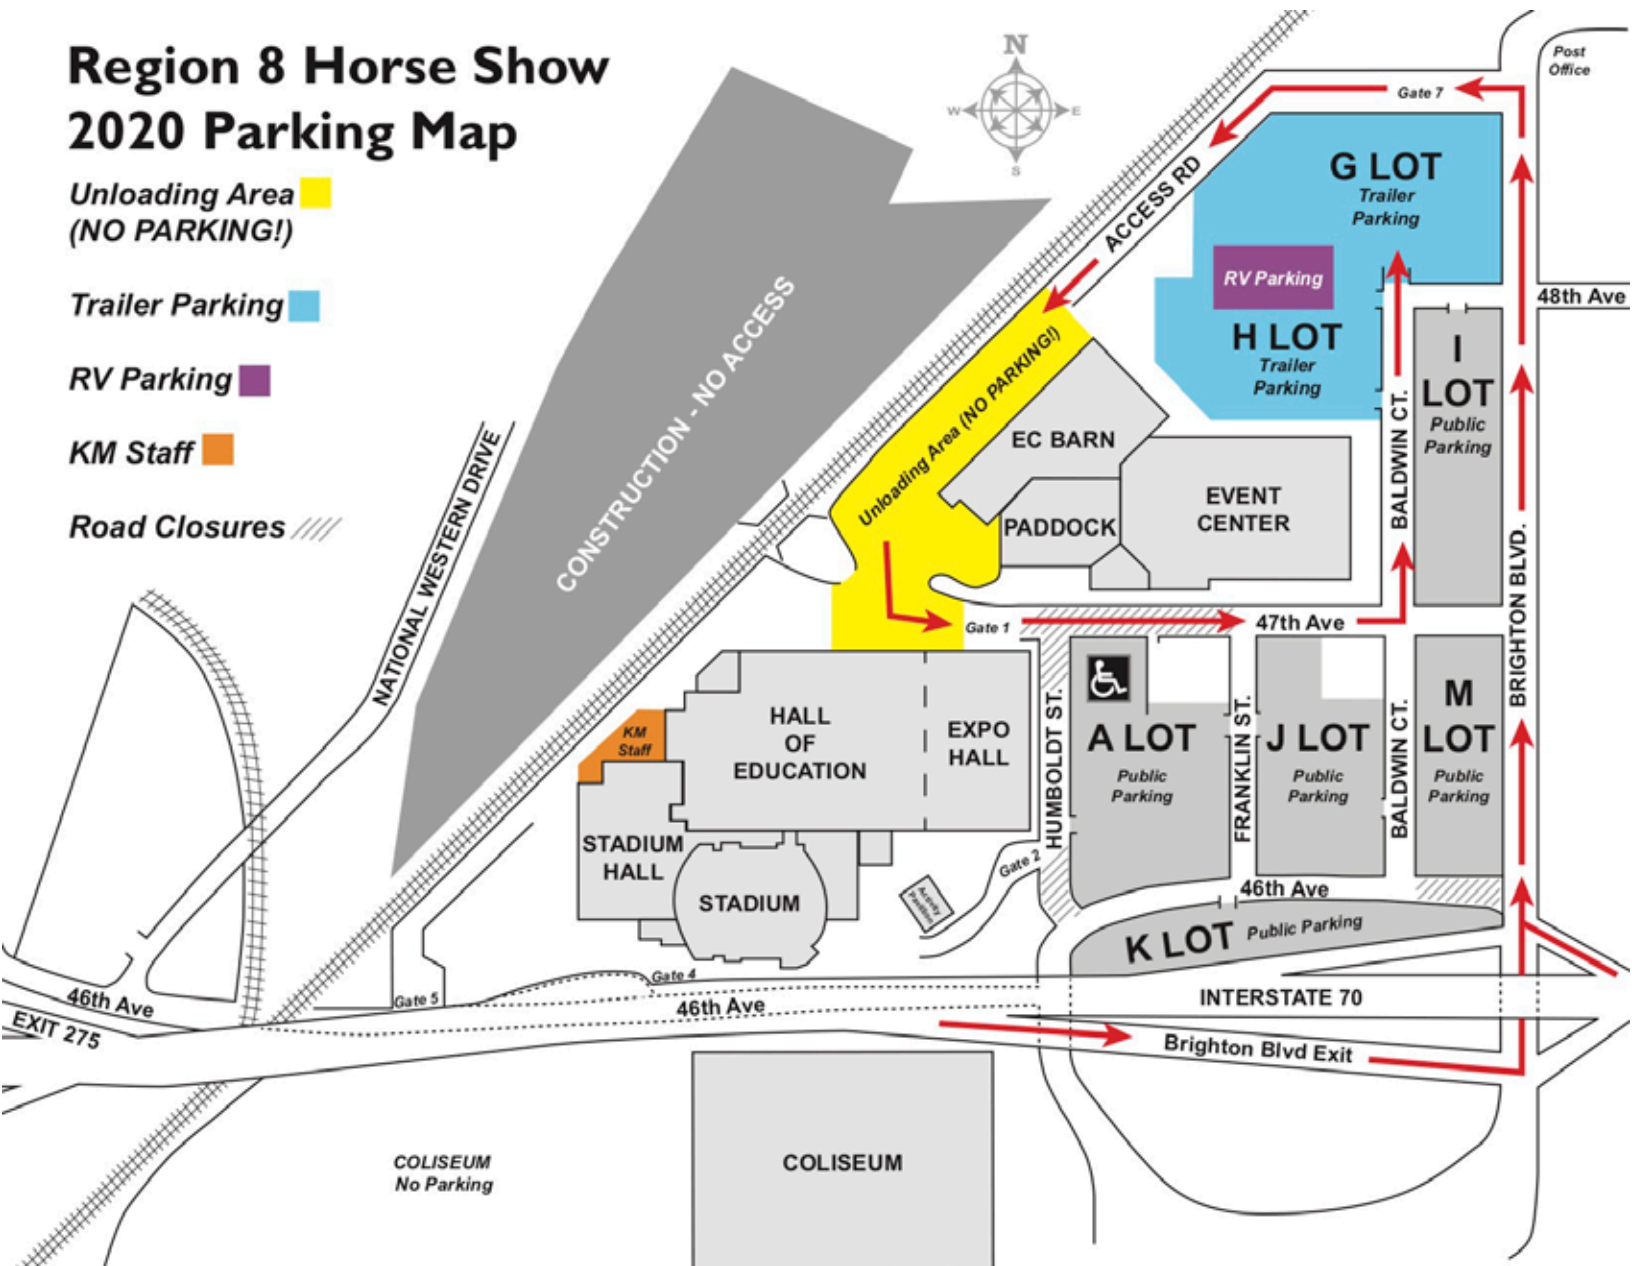 Region 8 Horse Show
2020 Parking Map
Unloading Area
(NO PARKING!)
Trailer Parking
RV Parking
KM Staff
Road Closures
N
W
E
S
Post
Office
Gate 7
G LOT
Trailer
Parking
ACCESS RD
RV Parking
48th Ave
H LOT
Trailer
Parking
I
LOT
Public
Parking
CONSTRUCTION - NO ACCESS
Unloading Area (NO PARKING!)
EC BARN
PADDOCK
EVENT
CENTER
BALDWIN CT.
BRIGHTON BLVD.
NATIONAL WESTERN DRIVE
Gate 1
47th Ave
HALL
OF
EDUCATION
EXPO
HALL
KM
Staff
HUMBOLDT ST.
A LOT
Public
Parking
FRANKLIN ST.
J LOT
Public
Parking
BALDWIN CT.
M
LOT
Public
Parking
STADIUM
HALL
STADIUM
Activity
Pavilion
Gate 2
46th Ave
K LOT
Public Parking
Gate 4
Gate 5
46th Ave
46th Ave
EXIT 275
INTERSTATE 70
Brighton Blvd Exit
COLISEUM
No Parking
COLISEUM